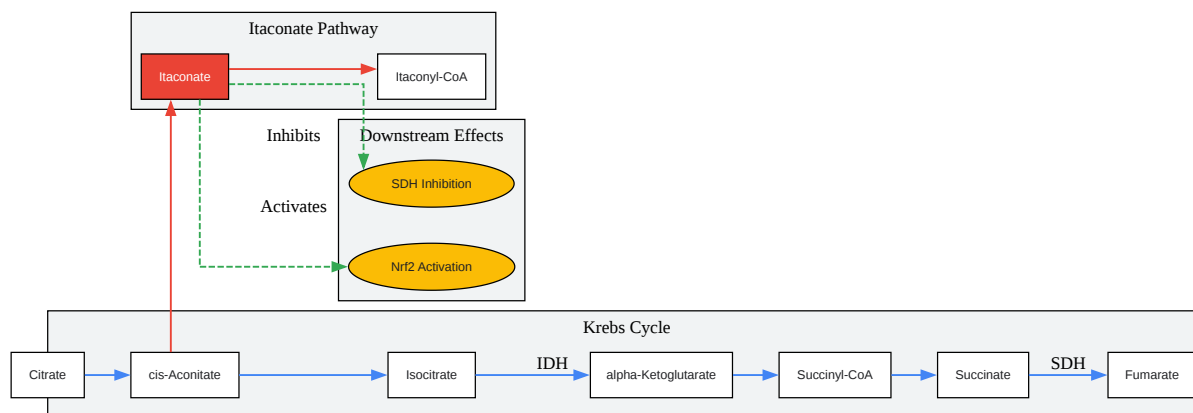 Itaconate Pathway
Itaconate
Itaconyl-CoA
Inhibits
Downstream Effects
SDH Inhibition
Activates
Nrf2 Activation
Krebs Cycle
Citrate
cis-Aconitate
Isocitrate
IDH
alpha-Ketoglutarate
Succinyl-CoA
Succinate
SDH
Fumarate